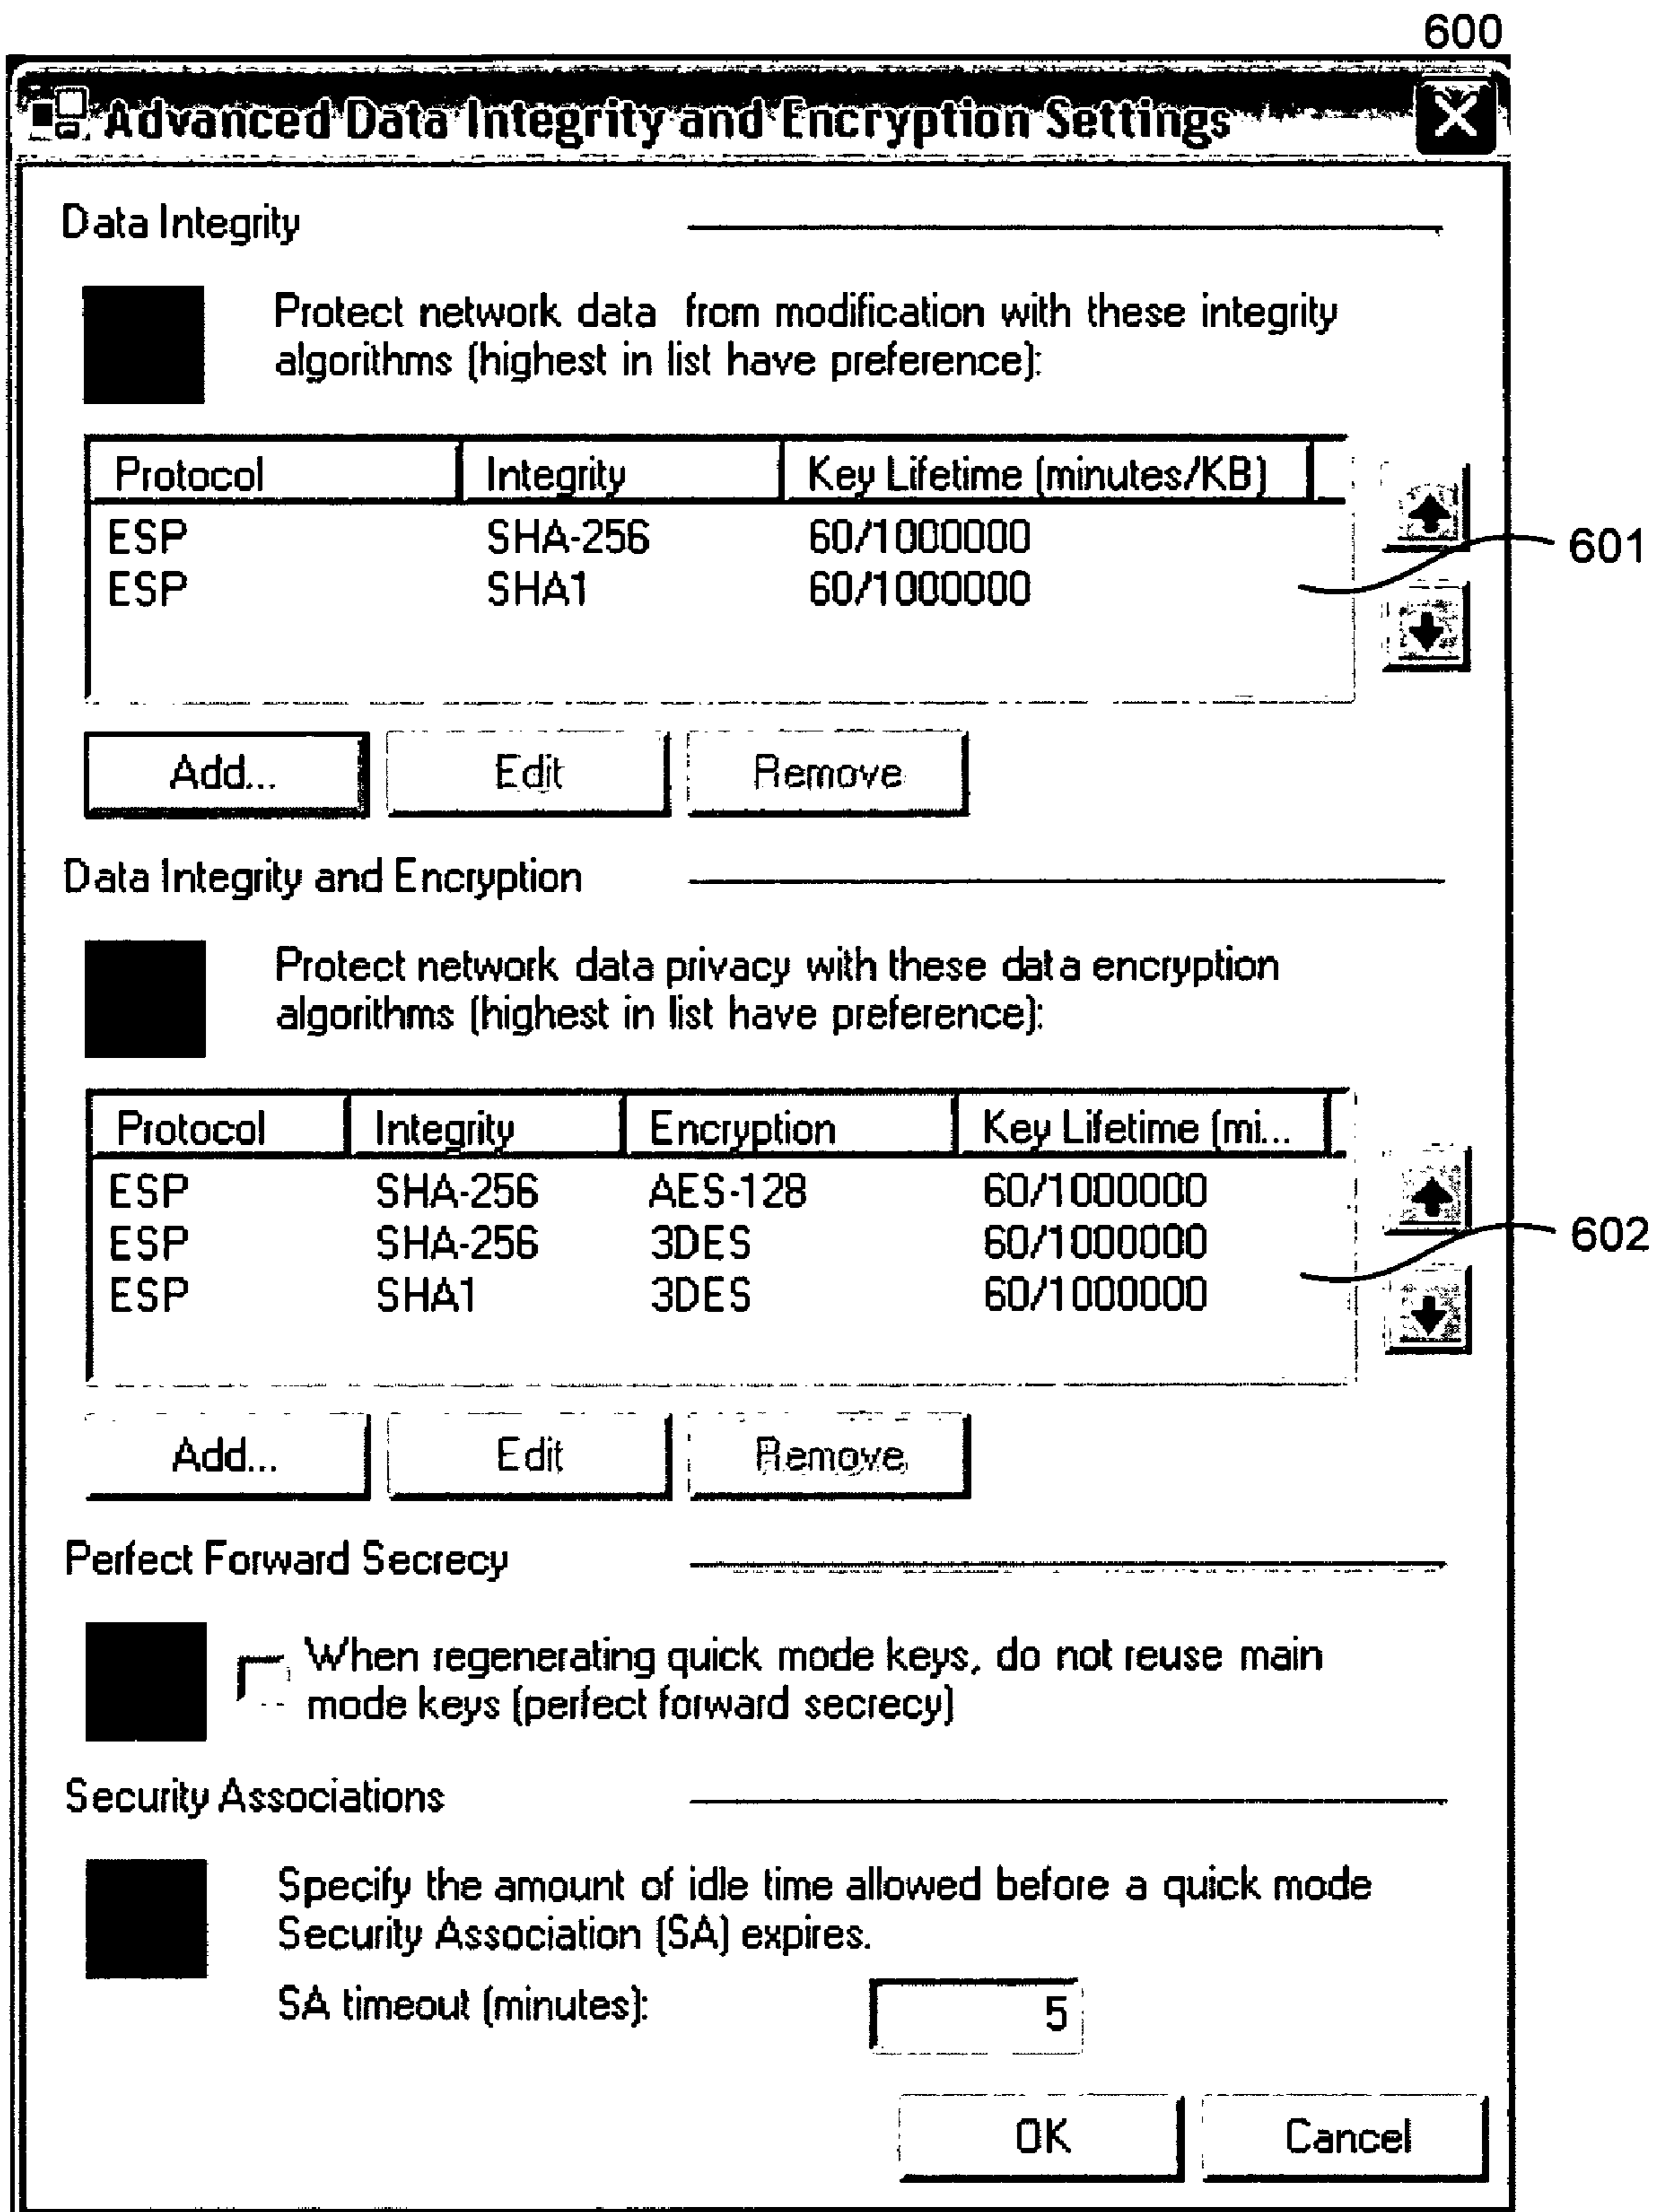 600
Advanced Data Integrity and Encryption Settings
Data Integrity
Protect network data from modification with these integrity
algorithms (highest in list have preference):
Protocol Integrity Key Lifetime (minutes/KB)
ESP SHA-256 60/1000000
ESP SHA1 60/1000000
601
Add... Edit Remove
Data Integrity and Encryption
Protect network data privacy with these data encryption
algorithms (highest in list have preference):
Protocol Integrity Encryption Key Lifetime (mi...
ESP SHA-256 AES-128 60/1000000
ESP SHA-256 3DES 60/1000000
ESP SHA1 3DES 60/1000000
602
Add... Edit Remove
Perfect Forward Secrecy
When regenerating quick mode keys, do not reuse main
mode keys (perfect forward secrecy)
Security Associations
Specify the amount of idle time allowed before a quick mode
Security Association (SA) expires.
SA timeout (minutes): 5
OK Cancel